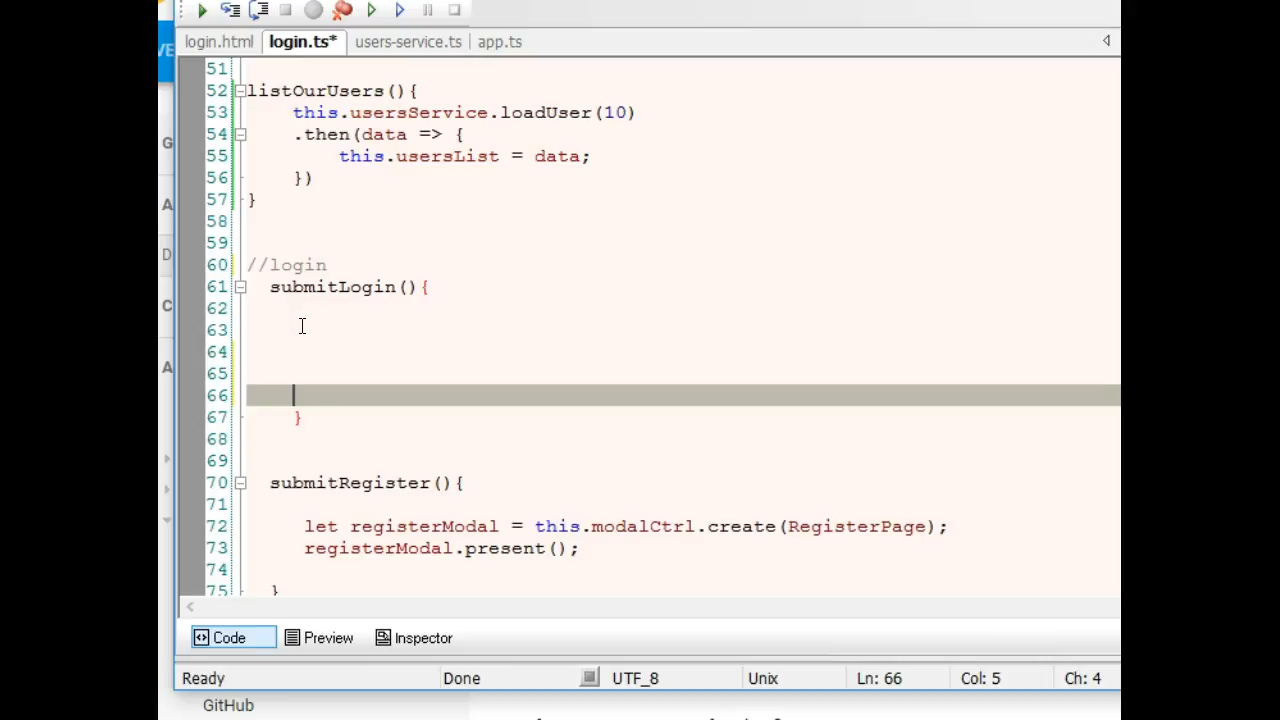 login.html login.ts* users-service.ts app.ts
51
52 listOurUsers(){
53 this.usersService.loadUser(10)
54 .then(data => {
55 this.usersList = data;
56 })
57 }
58
59
60 //login
61 submitLogin(){
62
63
64
65
66
67 }
68
69
70 submitRegister(){
71
72 let registerModal = this.modalCtrl.create(RegisterPage);
73 registerModal.present();
74
75 }
Code Preview Inspector
Ready Done UTF_8 Unix Ln: 66 Col: 5 Ch: 4
GitHub